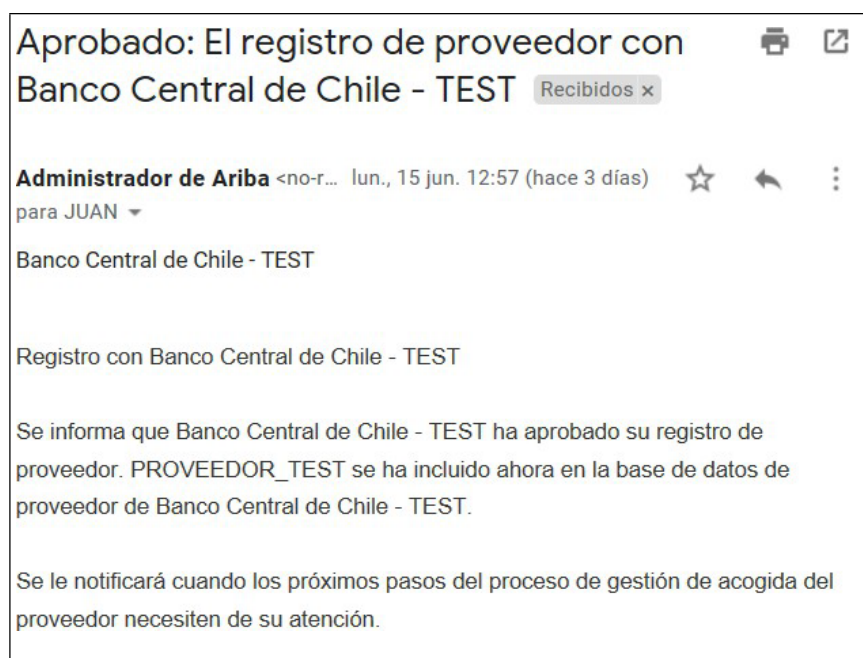 Aprobado: El registro de proveedor con
Banco Central de Chile - TEST Recibidos ×
Administrador de Ariba <no-r... lun., 15 jun. 12:57 (hace 3 días)
para JUAN
Banco Central de Chile - TEST
Registro con Banco Central de Chile - TEST
Se informa que Banco Central de Chile - TEST ha aprobado su registro de
proveedor. PROVEEDOR_TEST se ha incluido ahora en la base de datos de
proveedor de Banco Central de Chile - TEST.
Se le notificará cuando los próximos pasos del proceso de gestión de acogida del
proveedor necesiten de su atención.